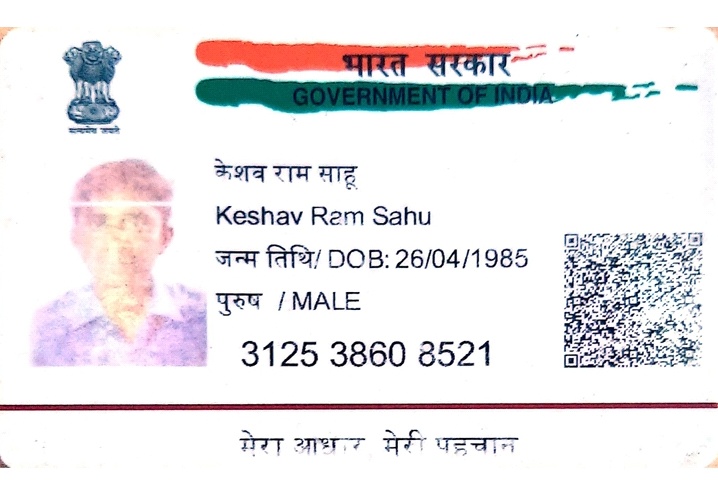 भारत सरकार
GOVERNMENT OF INDIA
सत्यमेव जयते
केशव राम साहू
Keshav Ram Sahu
जन्म तिथि/ DOB: 26/04/1985
पुरुष / MALE
3125 3860 8521
मेरा आधार मेरी पहचान